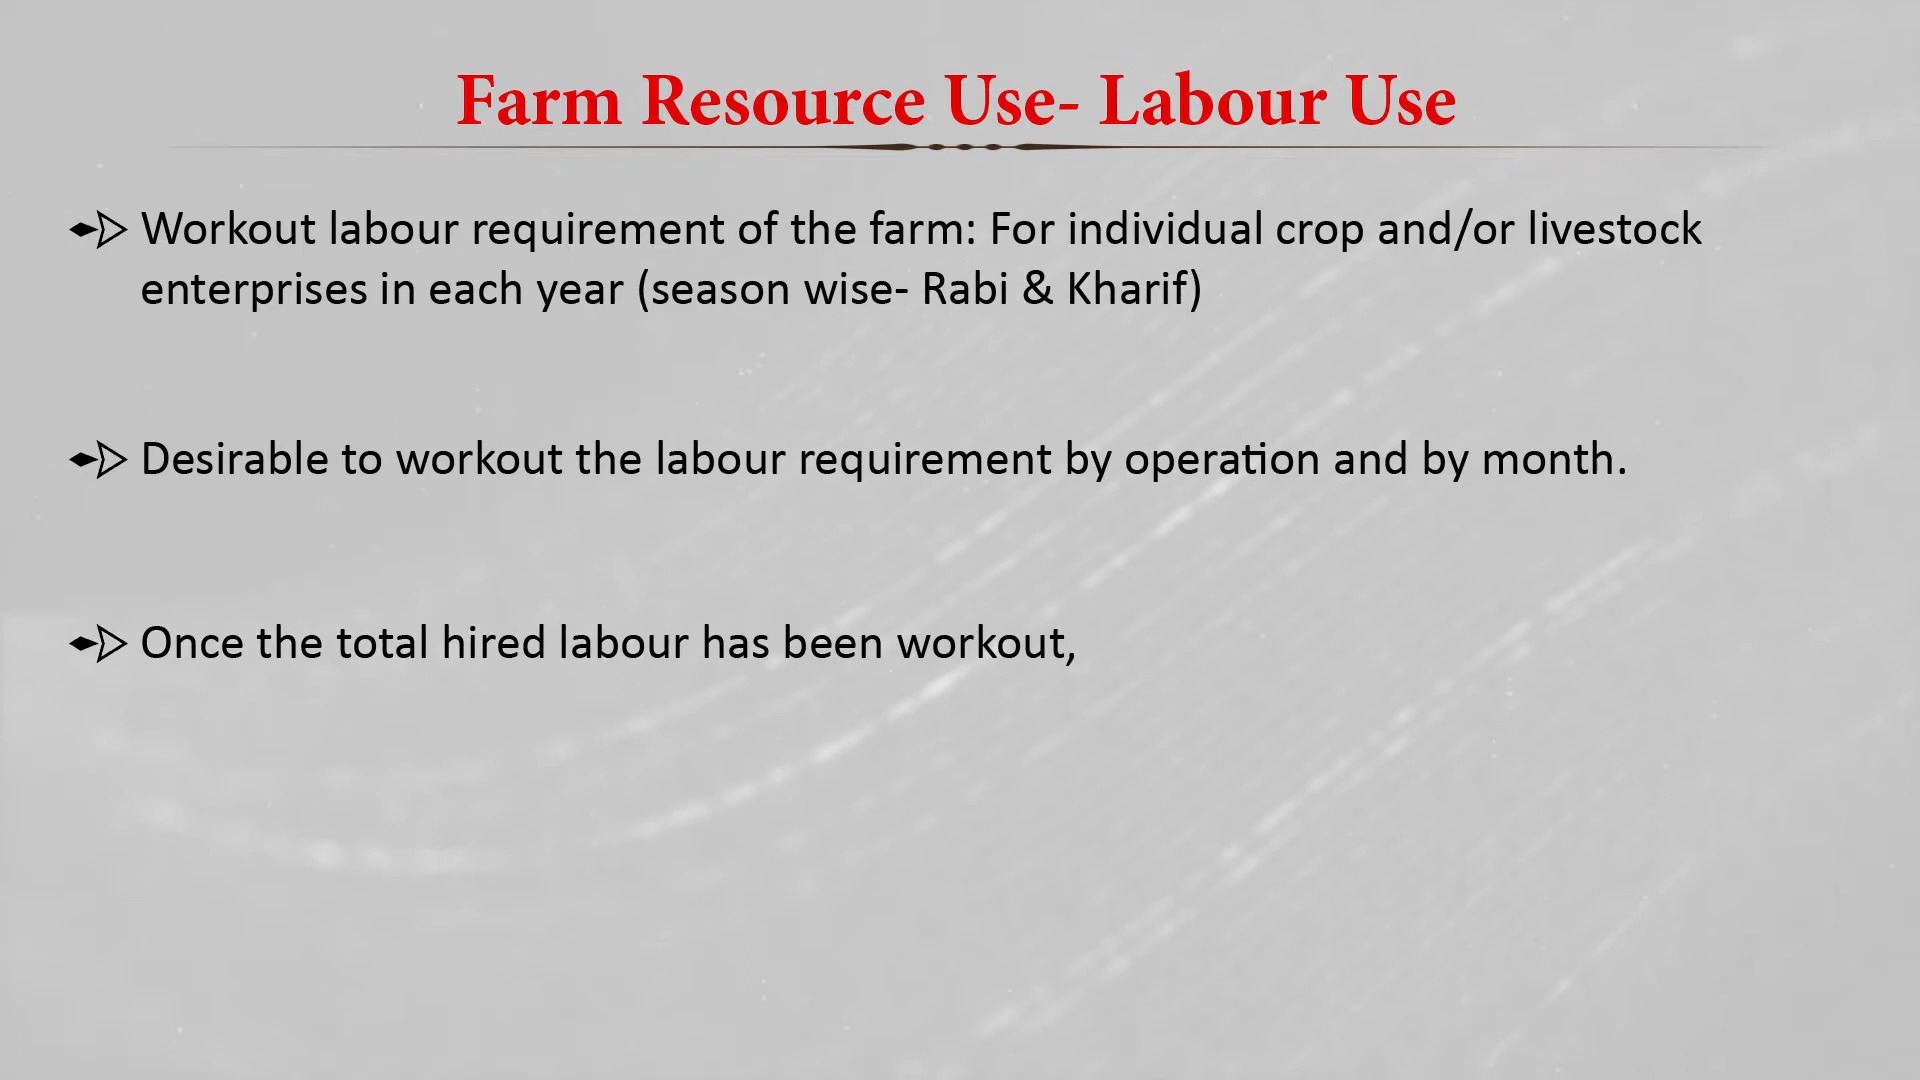 Farm Resource Use- Labour Use
Workout labour requirement of the farm: For individual crop and/or livestock
enterprises in each year (season wise- Rabi & Kharif)
Desirable to workout the labour requirement by operation and by month.
Once the total hired labour has been workout,